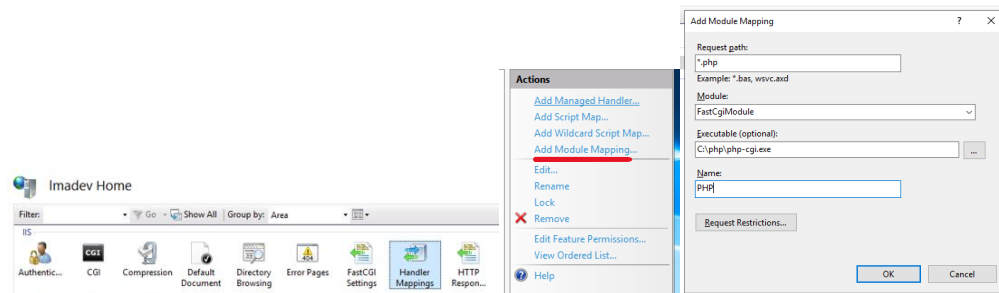 Imadev Home
Filter:
Go
Show All
Group by: Area
IIS
Authentic...
CGI
CGI
Compression
Default
Document
Directory
Browsing
404
Error Pages
FastCGI
Settings
Handler
Mappings
HTTP
Respon...
Actions
Add Managed Handler...
Add Script Map...
Add Wildcard Script Map...
Add Module Mapping...
Edit...
Rename
Lock
Remove
Edit Feature Permissions...
View Ordered List...
Help
Add Module Mapping
?
Request path:
*.php
Example: *.bas, wsvc.axd
Module:
FastCgiModule
Executable (optional):
C:\php\php-cgi.exe
...
Name:
PHP
Request Restrictions...
OK
Cancel